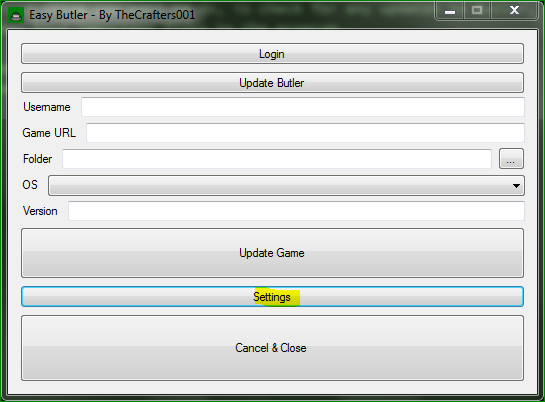 Easy Butler - By TheCrafters001
Login
Update Butler
Username
Game URL
Folder
...
OS
Version
Update Game
Settings
Cancel & Close